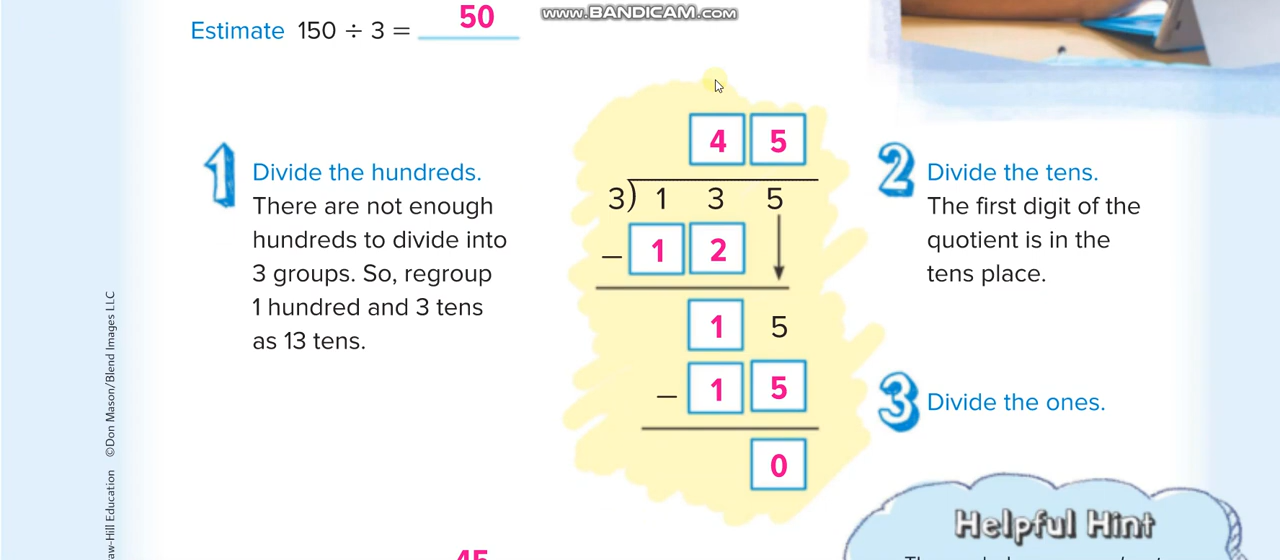 www.BANDICAM.com
Estimate 150 ÷ 3 = 50
1
Divide the hundreds.
There are not enough
hundreds to divide into
3 groups. So, regroup
1 hundred and 3 tens
as 13 tens.
4 5
3) 1 3 5
– 1 2
1 5
– 1 5
0
2
Divide the tens.
The first digit of the
quotient is in the
tens place.
3
Divide the ones.
Helpful Hint
45
aw-Hill Education ©Don Mason/Blend Images LLC